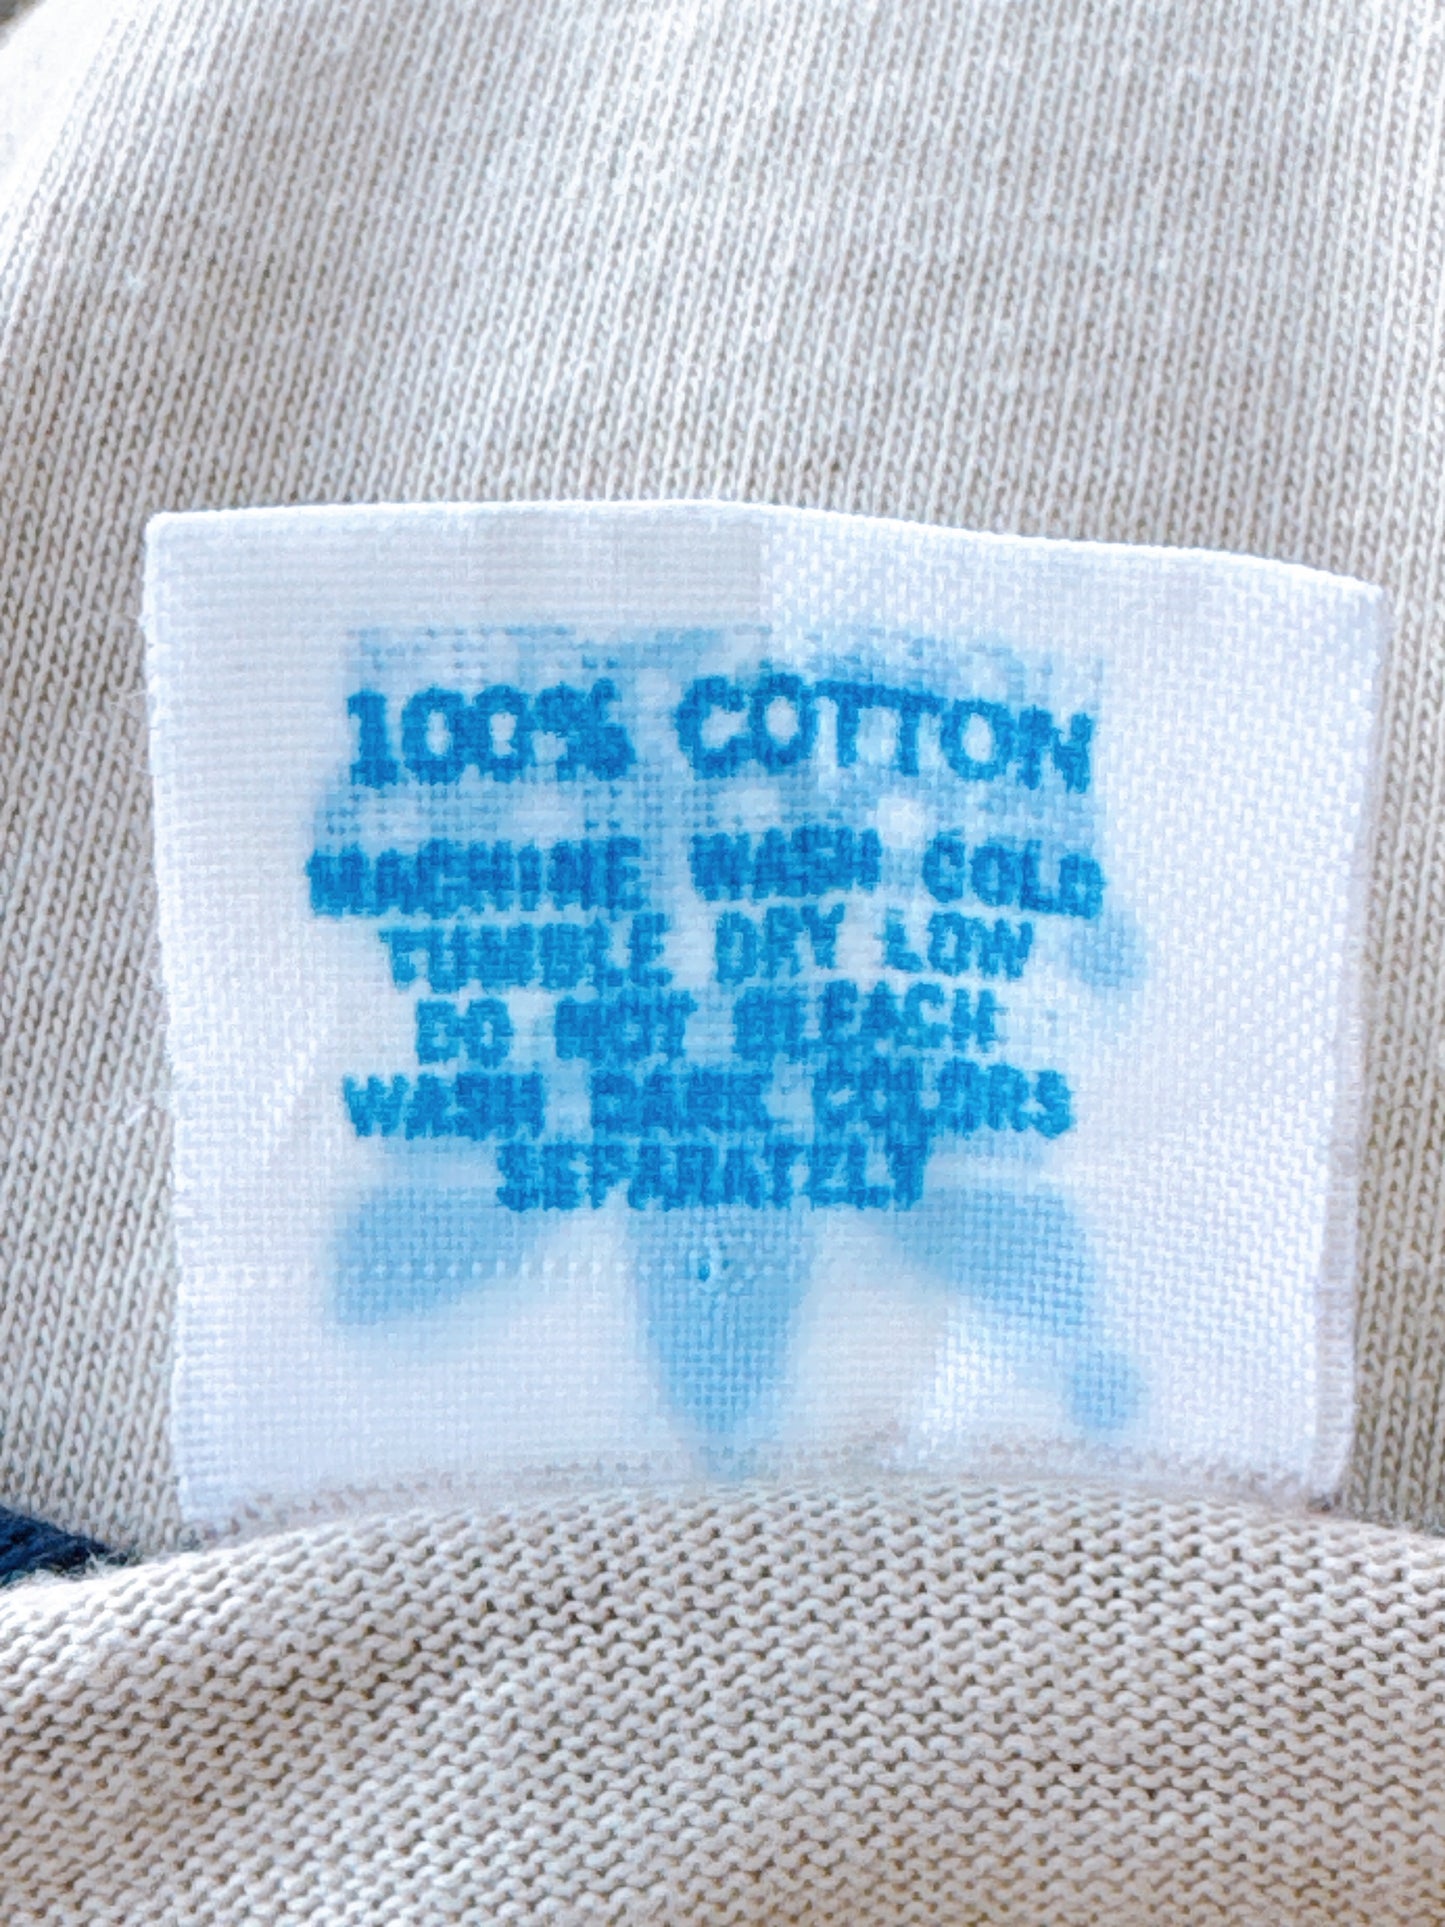 100% COTTON
MACHINE WASH COLD
TUMBLE DRY LOW
DO NOT BLEACH
WASH DARK COLORS
SEPARATELY